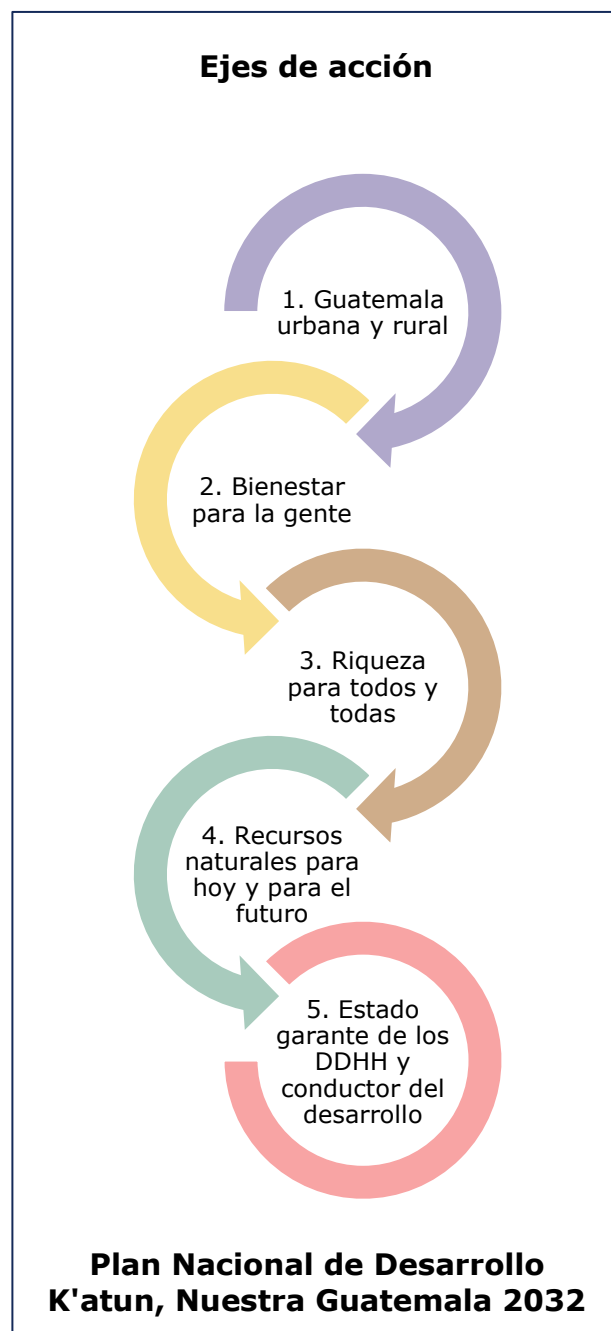 Ejes de acción
1. Guatemala
urbana y rural
2. Bienestar
para la gente
3. Riqueza
para todos y
todas
4. Recursos
naturales para
hoy y para el
futuro
5. Estado
garante de los
DDHH y
conductor del
desarrollo
Plan Nacional de Desarrollo
K'atun, Nuestra Guatemala 2032